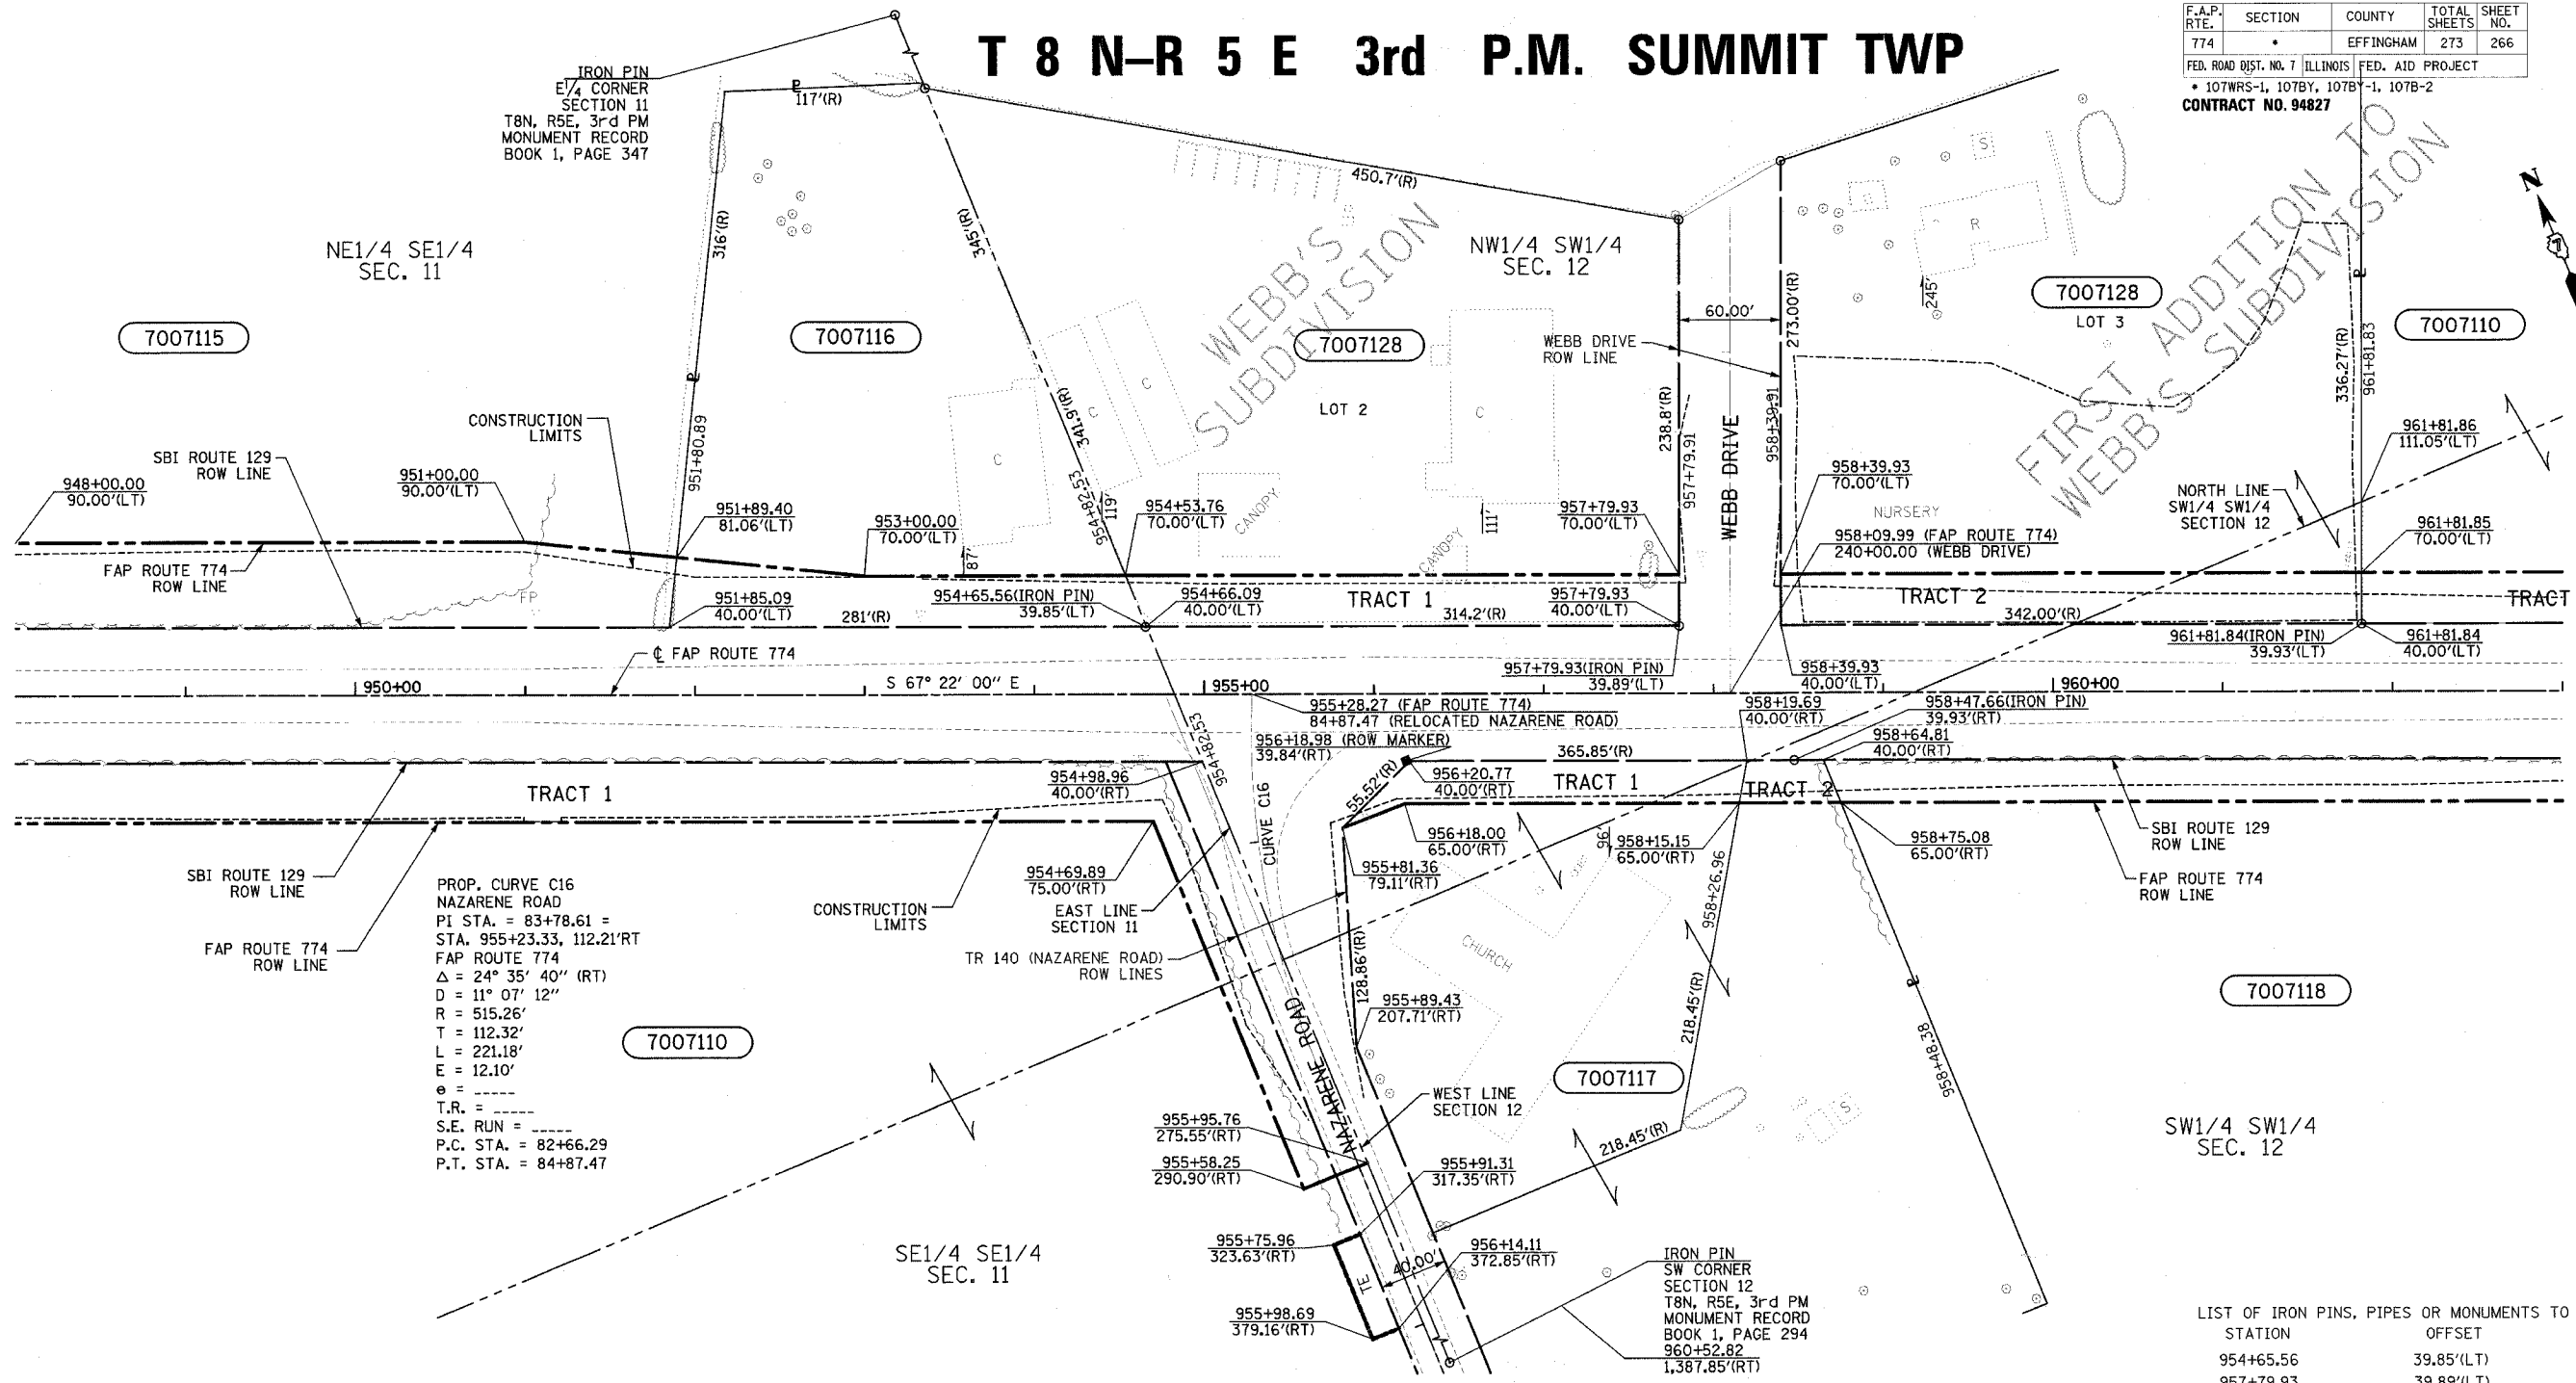 T 8 N–R 5 E 3rd P.M. SUMMIT TWP
F.A.P. RTE. SECTION COUNTY TOTAL SHEETS SHEET NO.
774 • EFFINGHAM 273 266
FED. ROAD DIST. NO. 7 ILLINOIS FED. AID PROJECT
• 107WRS-1, 107BY, 107BY-1, 107B-2
CONTRACT NO. 94827
IRON PIN
E1/4 CORNER
SECTION 11
T8N, R5E, 3rd PM
MONUMENT RECORD
BOOK 1, PAGE 347
117'(R)
316'(R)
345'(R)
450.7'(R)
N
7
NE1/4 SE1/4
SEC. 11
NW1/4 SW1/4
SEC. 12
WEBB'S
SUBDIVISION
FIRST ADDITION TO
WEBB'S SUBDIVISION
7007115
7007116
7007128
LOT 2
7007128
LOT 3
7007110
S
R
245'
60.00'
273.00'(R)
WEBB DRIVE
ROW LINE
238.8'(R)
957+79.91
WEBB DRIVE
958+39.91
336.27'(R)
961+81.83
P
P
P
951+80.89
341.9'(R)
954+82.53
119'
C
C
C
C
CANOPY
CANOPY
111'
87'
CONSTRUCTION
LIMITS
SBI ROUTE 129
ROW LINE
948+00.00
90.00'(LT)
951+00.00
90.00'(LT)
951+89.40
81.06'(LT)
953+00.00
70.00'(LT)
954+53.76
70.00'(LT)
957+79.93
70.00'(LT)
958+39.93
70.00'(LT)
NURSERY
958+09.99 (FAP ROUTE 774)
240+00.00 (WEBB DRIVE)
NORTH LINE
SW1/4 SW1/4
SECTION 12
961+81.86
111.05'(LT)
961+81.85
70.00'(LT)
FAP ROUTE 774
ROW LINE
FP
951+85.09
40.00'(LT)
281'(R)
954+65.56(IRON PIN)
39.85'(LT)
954+66.09
40.00'(LT)
TRACT 1
314.2'(R)
957+79.93
40.00'(LT)
TRACT 2
342.00'(R)
TRACT
961+81.84(IRON PIN)
39.93'(LT)
961+81.84
40.00'(LT)
957+79.93(IRON PIN)
39.89'(LT)
958+39.93
40.00'(LT)
℄ FAP ROUTE 774
950+00
S 67° 22' 00" E
955+00
960+00
955+28.27 (FAP ROUTE 774)
84+87.47 (RELOCATED NAZARENE ROAD)
958+19.69
40.00'(RT)
958+47.66(IRON PIN)
39.93'(RT)
956+18.98 (ROW MARKER)
39.84'(RT)
365.85'(R)
958+64.81
40.00'(RT)
954+82.53
954+98.96
40.00'(RT)
55.52'(R)
956+20.77
40.00'(RT)
TRACT 1
TRACT 2
TRACT 1
CURVE C16
956+18.00
65.00'(RT)
96'
958+15.15
65.00'(RT)
958+75.08
65.00'(RT)
SBI ROUTE 129
ROW LINE
FAP ROUTE 774
ROW LINE
SBI ROUTE 129
ROW LINE
FAP ROUTE 774
ROW LINE
PROP. CURVE C16
NAZARENE ROAD
PI STA. = 83+78.61 =
STA. 955+23.33, 112.21'RT
FAP ROUTE 774
Δ = 24° 35' 40" (RT)
D = 11° 07' 12"
R = 515.26'
T = 112.32'
L = 221.18'
E = 12.10'
e = _____
T.R. = _____
S.E. RUN = _____
P.C. STA. = 82+66.29
P.T. STA. = 84+87.47
954+69.89
75.00'(RT)
955+81.36
79.11'(RT)
CONSTRUCTION
LIMITS
EAST LINE
SECTION 11
TR 140 (NAZARENE ROAD)
ROW LINES
128.86'(R)
CHURCH
958+26.96
218.45'(R)
955+89.43
207.71'(RT)
7007110
7007117
7007118
958+48.38
NAZARENE ROAD
WEST LINE
SECTION 12
218.45'(R)
S
955+95.76
275.55'(RT)
955+58.25
290.90'(RT)
955+91.31
317.35'(RT)
SW1/4 SW1/4
SEC. 12
SE1/4 SE1/4
SEC. 11
955+75.96
323.63'(RT)
956+14.11
372.85'(RT)
40.00'
TE
955+98.69
379.16'(RT)
IRON PIN
SW CORNER
SECTION 12
T8N, R5E, 3rd PM
MONUMENT RECORD
BOOK 1, PAGE 294
960+52.82
1,387.85'(RT)
LIST OF IRON PINS, PIPES OR MONUMENTS TO
STATION OFFSET
954+65.56 39.85'(LT)
957+79.93 39.89'(LT)